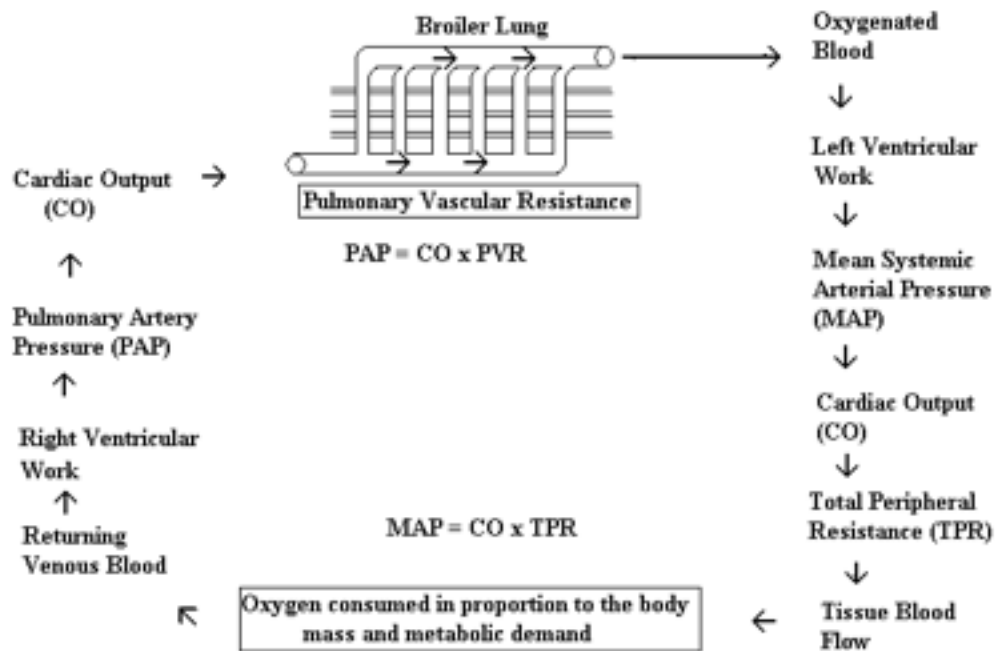 Broiler Lung
Oxygenated
Blood
Left Ventricular
Work
Cardiac Output
(CO)
Pulmonary Vascular Resistance
PAP = CO x PVR
Mean Systemic
Arterial Pressure
(MAP)
Pulmonary Artery
Pressure (PAP)
Cardiac Output
(CO)
Right Ventricular
Work
Total Peripheral
Resistance (TPR)
MAP = CO x TPR
Returning
Venous Blood
Oxygen consumed in proportion to the body
mass and metabolic demand
Tissue Blood
Flow